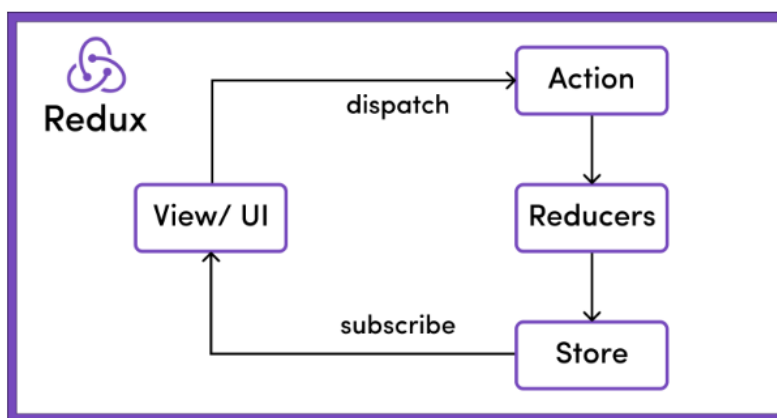 Redux
Action
dispatch
View/ UI
Reducers
subscribe
Store